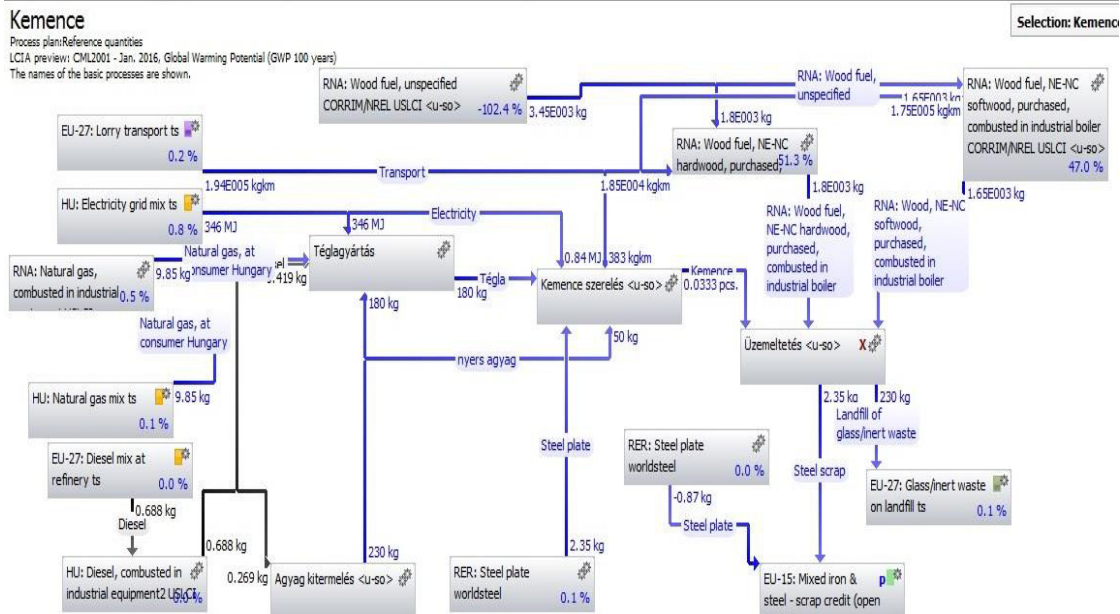 Kemence
Process plan:Reference quantities
LCIA preview: CML2001 - Jan. 2016, Global Warming Potential (GWP 100 years)
The names of the basic processes are shown.
Selection: Kemence
RNA: Wood fuel, unspecified
CORRIM/NREL USLCI <u-so>
-102.4 %
3.45E003 kg
RNA: Wood fuel,
unspecified
1.65E003 kg
1.75E005 kgkm
RNA: Wood fuel, NE-NC
softwood, purchased,
combusted in industrial boiler
CORRIM/NREL USLCI <u-so>
47.0 %
EU-27: Lorry transport ts
0.2 %
1.94E005 kgkm
Transport
1.8E003 kg
RNA: Wood fuel, NE-NC
hardwood, purchased,
51.3 %
1.85E004 kgkm
1.8E003 kg
1.65E003 kg
HU: Electricity grid mix ts
0.8 %
346 MJ
Electricity
346 MJ
RNA: Wood fuel,
NE-NC hardwood,
purchased,
combusted in
industrial boiler
RNA: Wood, NE-NC
softwood,
purchased,
combusted in
industrial boiler
RNA: Natural gas,
combusted in industrial
0.5 %
9.85 kg
Natural gas, at
consumer Hungary
0.419 kg
Téglagyártás
180 kg
Tégla
180 kg
0.84 MJ
383 kgkm
Kemence szerelés <u-so>
Kemence
0.0333 pcs.
50 kg
nyers agyag
Natural gas, at
consumer Hungary
Üzemeltetés <u-so>
X
2.35 kg
230 kg
Landfill of
glass/inert waste
HU: Natural gas mix ts
0.1 %
9.85 kg
EU-27: Diesel mix at
refinery ts
0.0 %
0.688 kg
Diesel
Steel plate
RER: Steel plate
worldsteel
0.0 %
-0.87 kg
Steel plate
Steel scrap
EU-27: Glass/inert waste
on landfill ts
0.1 %
HU: Diesel, combusted in
industrial equipment2 USLCI
0.0 %
0.688 kg
0.269 kg
Agyag kitermelés <u-so>
230 kg
RER: Steel plate
worldsteel
0.1 %
2.35 kg
EU-15: Mixed iron &
steel - scrap credit (open
p